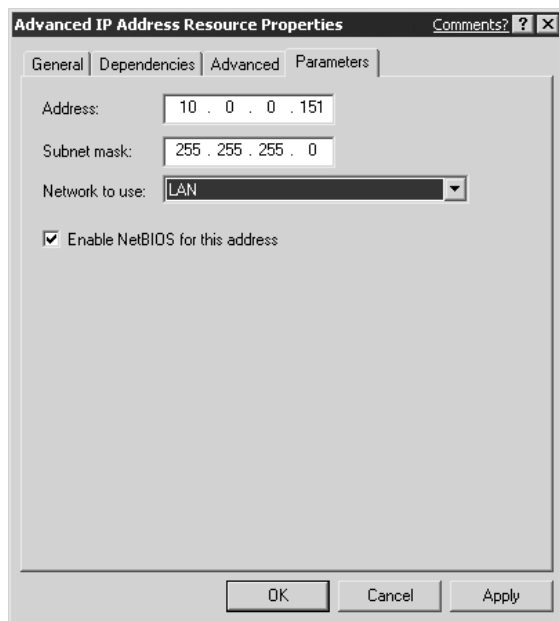 Advanced IP Address Resource Properties Comments? ? X
General Dependencies Advanced Parameters
Address: 10 . 0 . 0 . 151
Subnet mask: 255 . 255 . 255 . 0
Network to use: LAN
Enable NetBIOS for this address
OK Cancel Apply